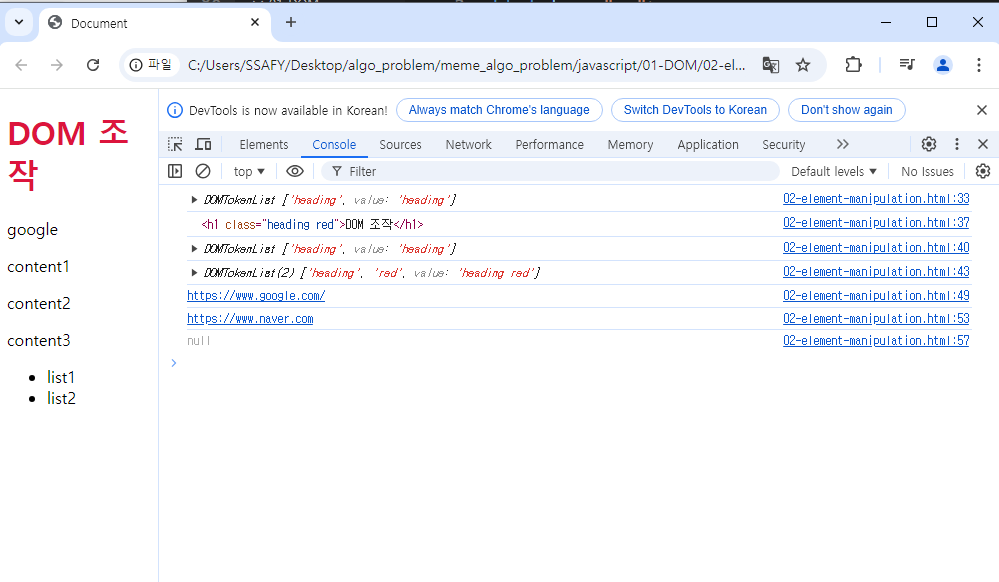 Document
파일 C:/Users/SSAFY/Desktop/algo_problem/meme_algo_problem/javascript/01-DOM/02-el...
DOM 조
작
google
content1
content2
content3
list1
list2
DevTools is now available in Korean! Always match Chrome's language Switch DevTools to Korean Don't show again
Elements Console Sources Network Performance Memory Application Security
top Filter Default levels No Issues
DOMTokenList ['heading', value: 'heading'] 02-element-manipulation.html:33
<h1 class="heading red">DOM 조작</h1> 02-element-manipulation.html:37
DOMTokenList ['heading', value: 'heading'] 02-element-manipulation.html:40
DOMTokenList(2) ['heading', 'red', value: 'heading red'] 02-element-manipulation.html:43
https://www.google.com/ 02-element-manipulation.html:49
https://www.naver.com 02-element-manipulation.html:53
null 02-element-manipulation.html:57